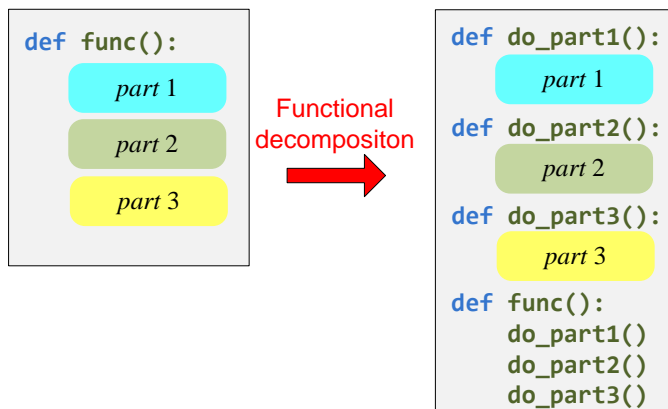 def func():
part 1
part 2
part 3
Functional
decompositon
def do_part1():
part 1
def do_part2():
part 2
def do_part3():
part 3
def func():
do_part1()
do_part2()
do_part3()